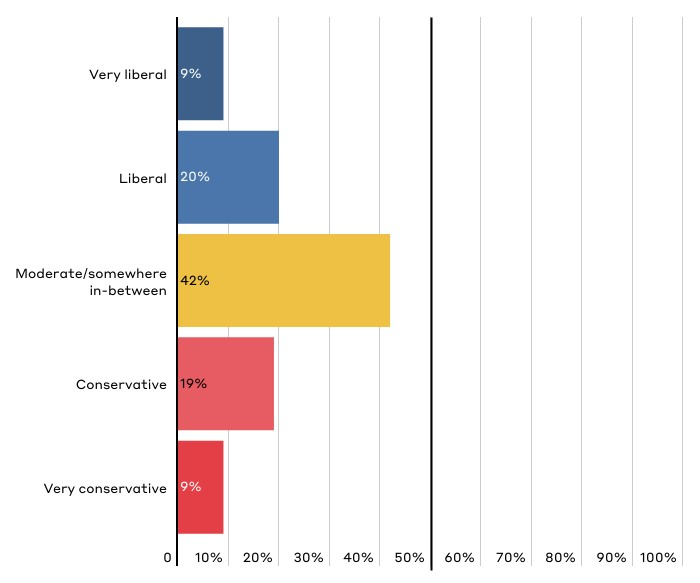 Very liberal
9%
Liberal
20%
Moderate/somewhere
in-between
42%
Conservative
19%
Very conservative
9%
0 10% 20% 30% 40% 50% 60% 70% 80% 90% 100%